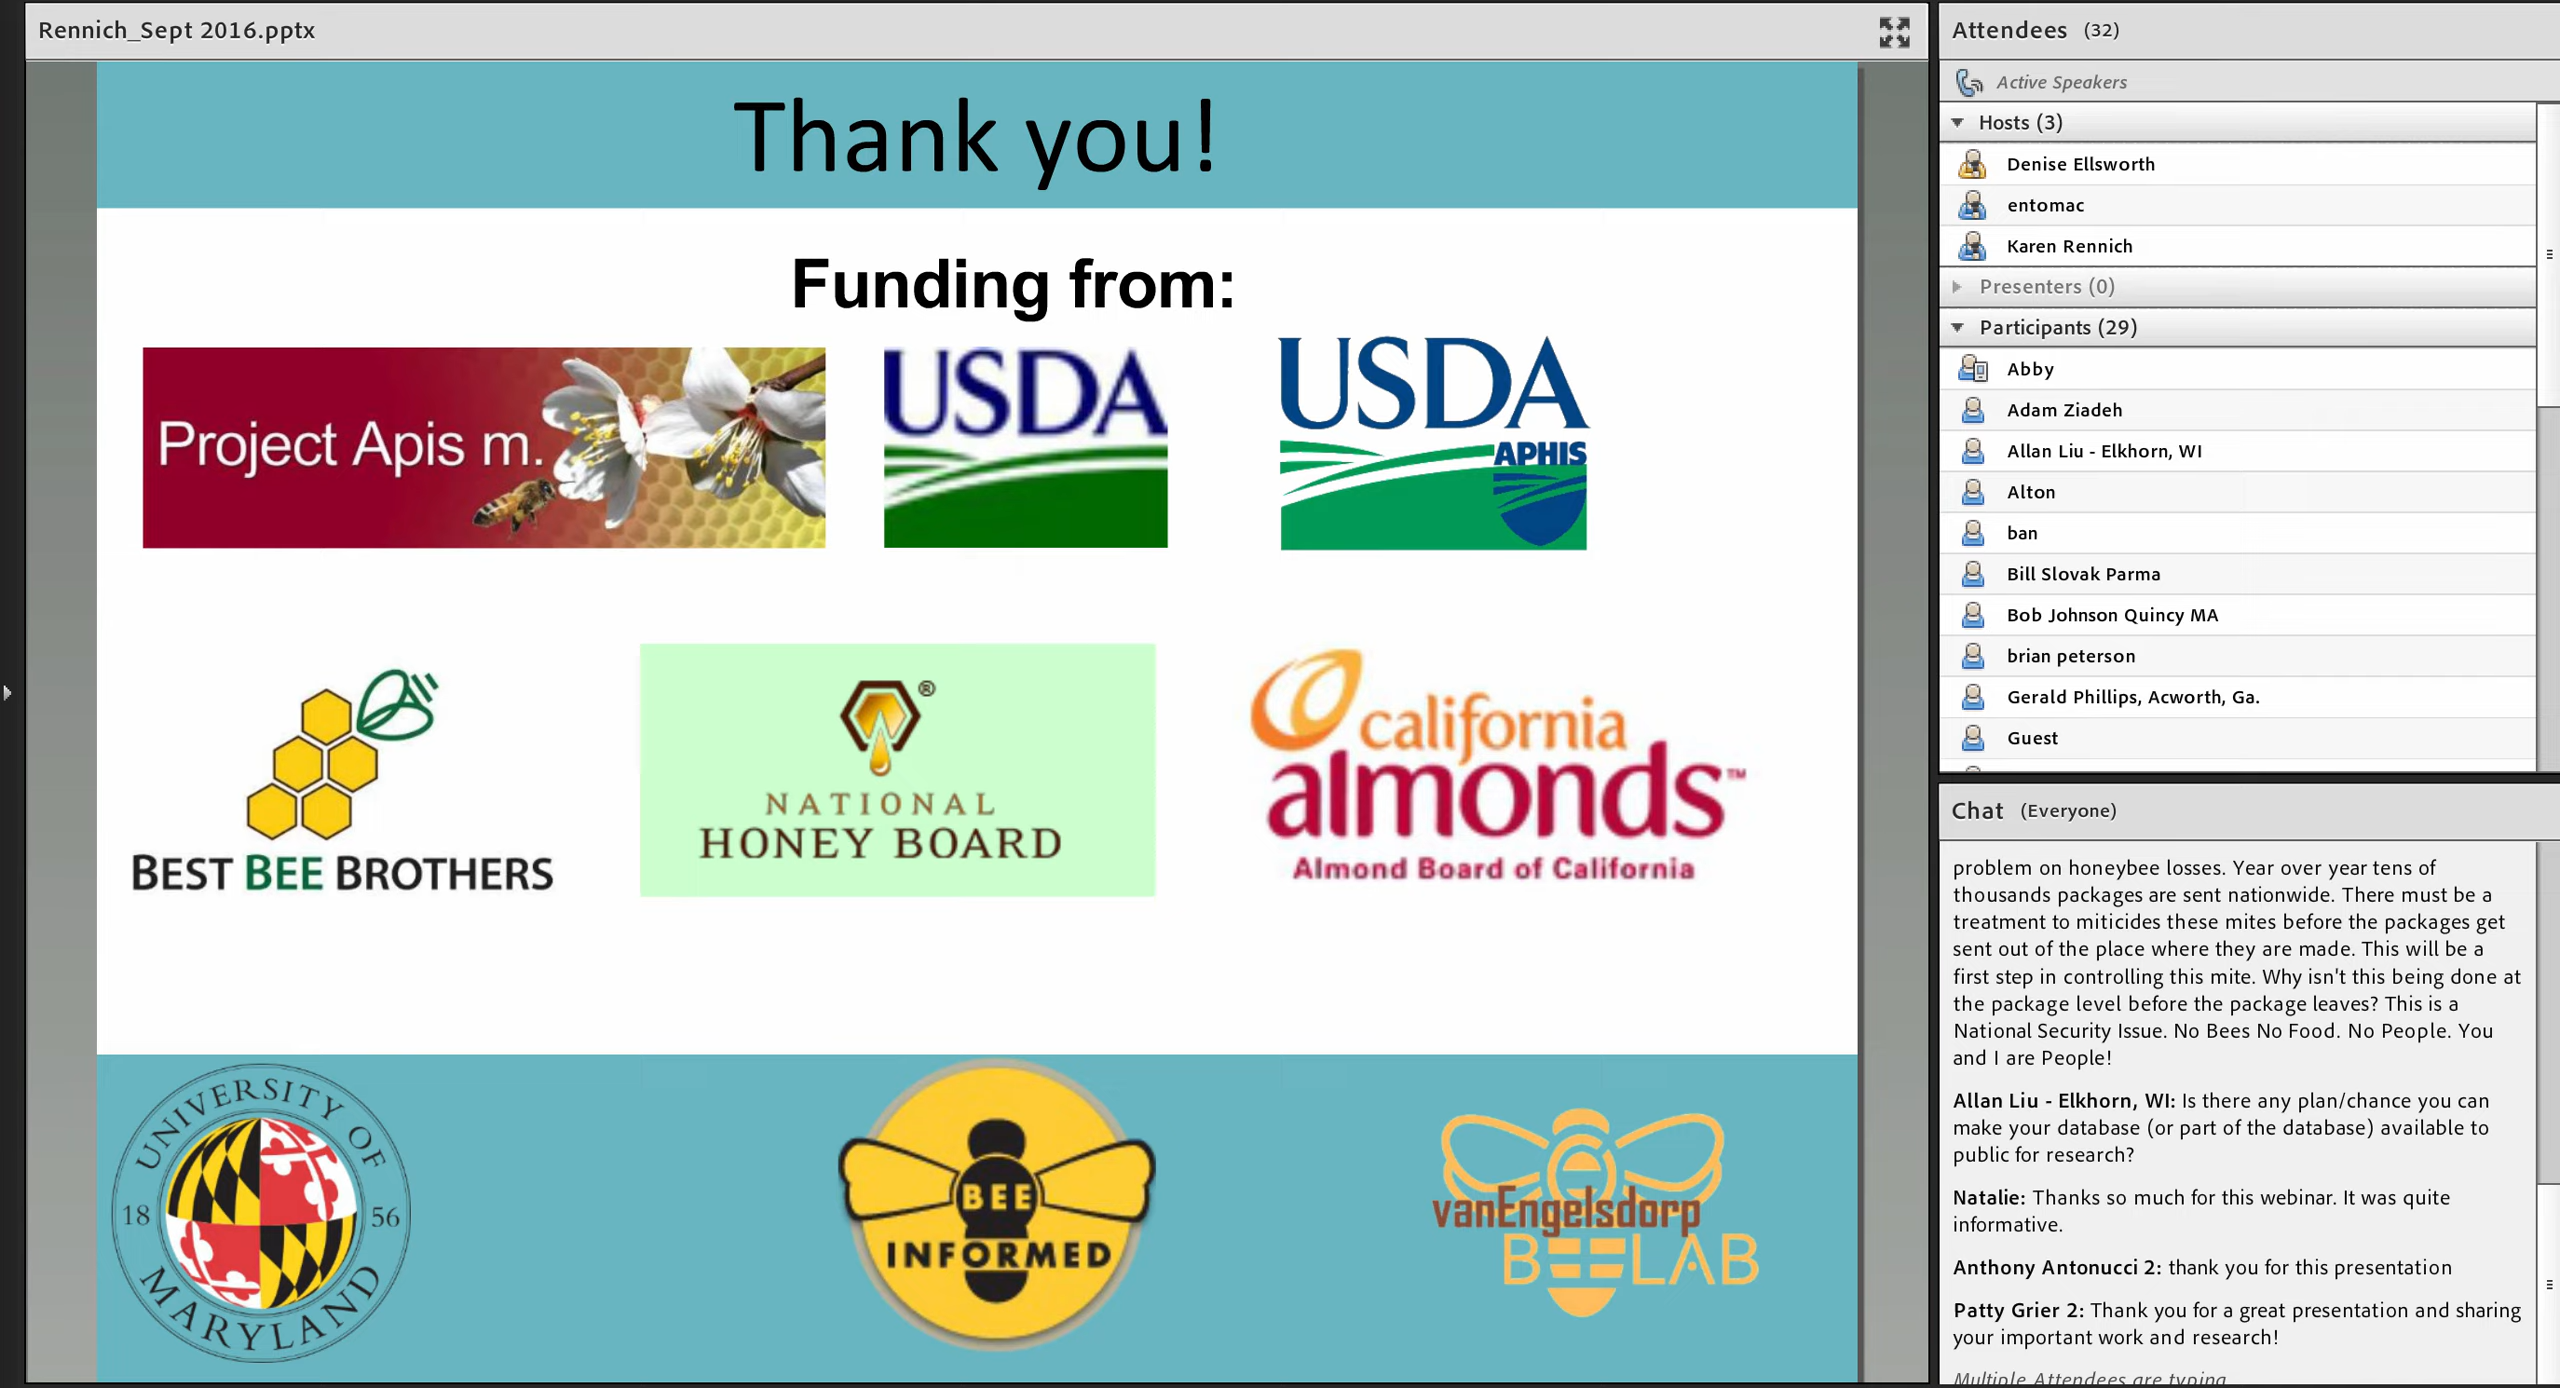 Rennich_Sept 2016.pptx
Thank you!
Funding from:
Project Apis m.
USDA
USDA
APHIS
BEST BEE BROTHERS
®
NATIONAL
HONEY BOARD
california
almonds™
Almond Board of California
UNIVERSITY OF
18 56
MARYLAND
BEE
INFORMED
vanEngelsdorp
BEE LAB
Attendees (32)
Active Speakers
Hosts (3)
Denise Ellsworth
entomac
Karen Rennich
Presenters (0)
Participants (29)
Abby
Adam Ziadeh
Allan Liu - Elkhorn, WI
Alton
ban
Bill Slovak Parma
Bob Johnson Quincy MA
brian peterson
Gerald Phillips, Acworth, Ga.
Guest
Chat (Everyone)
problem on honeybee losses. Year over year tens of
thousands packages are sent nationwide. There must be a
treatment to miticides these mites before the packages get
sent out of the place where they are made. This will be a
first step in controlling this mite. Why isn't this being done at
the package level before the package leaves? This is a
National Security Issue. No Bees No Food. No People. You
and I are People!
Allan Liu - Elkhorn, WI: Is there any plan/chance you can
make your database (or part of the database) available to
public for research?
Natalie: Thanks so much for this webinar. It was quite
informative.
Anthony Antonucci 2: thank you for this presentation
Patty Grier 2: Thank you for a great presentation and sharing
your important work and research!
Multiple Attendees are typing